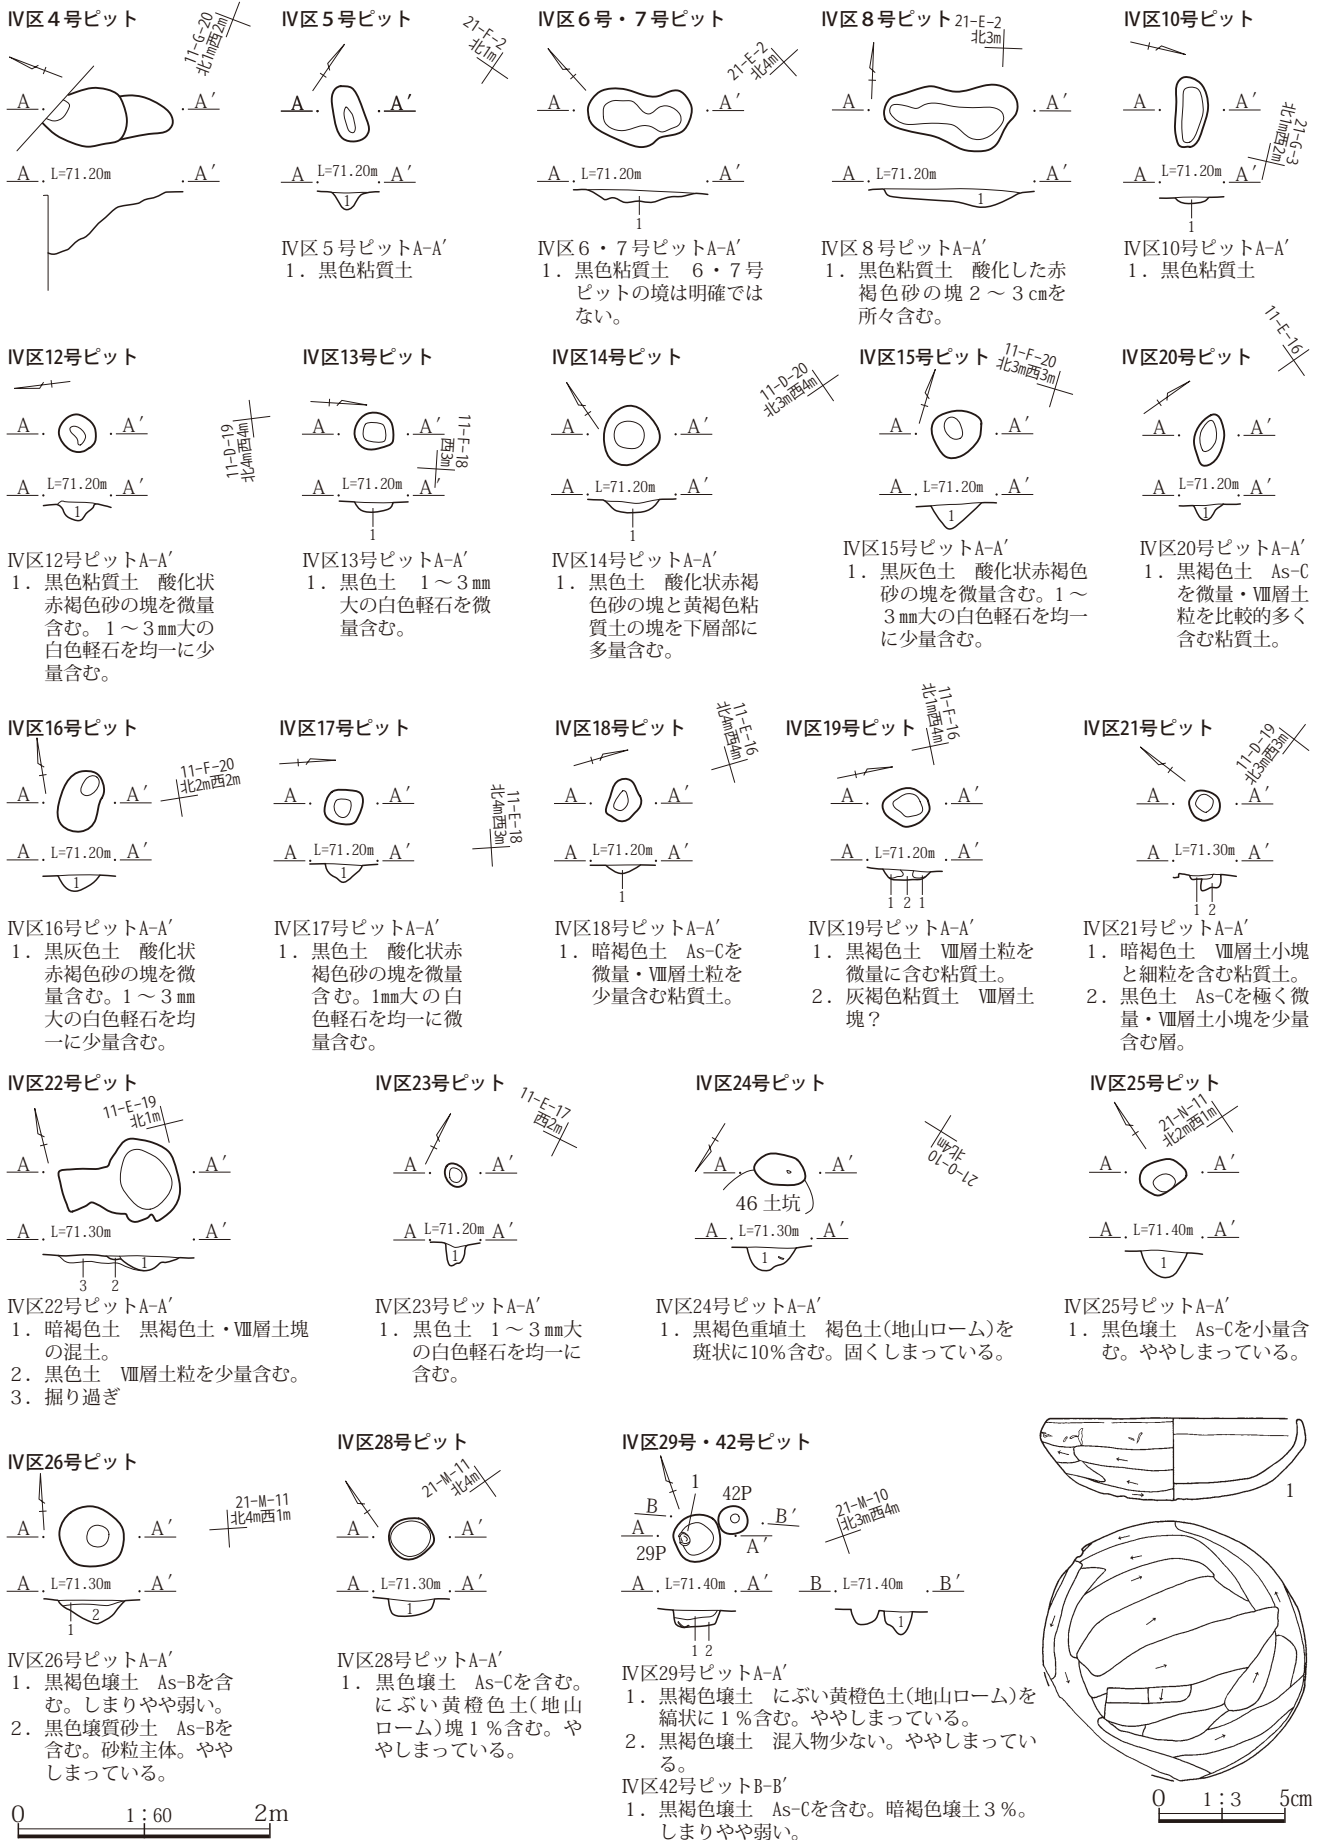 Ⅳ区４号ピット
11-G-20
北1m西2m
A A′
A L=71.20m A′
Ⅳ区５号ピット
21-F-2
北1m
A A′
A L=71.20m A′
1
Ⅳ区５号ピットA-A′
１．黒色粘質土
Ⅳ区６号・７号ピット
21-E-2
北4m
A A′
A L=71.20m A′
1
Ⅳ区６・７号ピットA-A′
１．黒色粘質土　６・７号
ピットの境は明確では
ない。
Ⅳ区８号ピット
21-E-2
北3m
A A′
A L=71.20m A′
1
Ⅳ区８号ピットA-A′
１．黒色粘質土　酸化した赤
褐色砂の塊２～３㎝を
所々含む。
Ⅳ区10号ピット
21-G-3
北1m西2m
A A′
A L=71.20m A′
1
Ⅳ区10号ピットA-A′
１．黒色粘質土
Ⅳ区12号ピット
11-D-19
北4m西4m
A A′
A L=71.20m A′
1
Ⅳ区12号ピットA-A′
１．黒色粘質土　酸化状
赤褐色砂の塊を微量
含む。１～３㎜大の
白色軽石を均一に少
量含む。
Ⅳ区13号ピット
11-F-18
西3m
A A′
A L=71.20m A′
1
Ⅳ区13号ピットA-A′
１．黒色土　１～３㎜
大の白色軽石を微
量含む。
Ⅳ区14号ピット
11-D-20
北3m西4m
A A′
A L=71.20m A′
1
Ⅳ区14号ピットA-A′
１．黒色土　酸化状赤褐
色砂の塊と黄褐色粘
質土の塊を下層部に
多量含む。
Ⅳ区15号ピット
11-F-20
北3m西3m
A A′
A L=71.20m A′
1
Ⅳ区15号ピットA-A′
１．黒灰色土　酸化状赤褐色
砂の塊を微量含む。１～
３㎜大の白色軽石を均一
に少量含む。
Ⅳ区20号ピット
11-E-16
A A′
A L=71.20m A′
1
Ⅳ区20号ピットA-A′
１．黒褐色土　As-C
を微量・Ⅷ層土
粒を比較的多く
含む粘質土。
Ⅳ区16号ピット
11-F-20
北2m西2m
A A′
A L=71.20m A′
1
Ⅳ区16号ピットA-A′
１．黒灰色土　酸化状
赤褐色砂の塊を微
量含む。１～３㎜
大の白色軽石を均
一に少量含む。
Ⅳ区17号ピット
11-E-18
北4m西3m
A A′
A L=71.20m A′
1
Ⅳ区17号ピットA-A′
１．黒色土　酸化状赤
褐色砂の塊を微量
含む。1㎜大の白
色軽石を均一に微
量含む。
Ⅳ区18号ピット
11-E-16
北4m西4m
A A′
A L=71.20m A′
1
Ⅳ区18号ピットA-A′
１．暗褐色土　As-Cを
微量・Ⅷ層土粒を
少量含む粘質土。
Ⅳ区19号ピット
11-F-16
北1m西4m
A A′
A L=71.20m A′
1 2 1
Ⅳ区19号ピットA-A′
１．黒褐色土　Ⅷ層土粒を
微量に含む粘質土。
２．灰褐色粘質土　Ⅷ層土
塊？
Ⅳ区21号ピット
11-D-19
北3m西3m
A A′
A L=71.30m A′
1 2
Ⅳ区21号ピットA-A′
１．暗褐色土　Ⅷ層土小塊
と細粒を含む粘質土。
２．黒色土　As-Cを極く微
量・Ⅷ層土小塊を少量
含む層。
Ⅳ区22号ピット
11-E-19
北1m
A A′
A L=71.30m A′
1
3 2
Ⅳ区22号ピットA-A′
１．暗褐色土　黒褐色土・Ⅷ層土塊
の混土。
２．黒色土　Ⅷ層土粒を少量含む。
３．掘り過ぎ
Ⅳ区23号ピット
11-E-17
西2m
A A′
A L=71.20m A′
1
Ⅳ区23号ピットA-A′
１．黒色土　１～３㎜大
の白色軽石を均一に
含む。
Ⅳ区24号ピット
21-O-10
北4m
A A′
46 土坑
A L=71.30m A′
1
Ⅳ区24号ピットA-A′
１．黒褐色重埴土　褐色土(地山ローム)を
斑状に10％含む。固くしまっている。
Ⅳ区25号ピット
21-N-11
北2m西1m
A A′
A L=71.40m A′
1
Ⅳ区25号ピットA-A′
１．黒色壌土　As-Cを小量含
む。ややしまっている。
Ⅳ区26号ピット
21-M-11
北4m西1m
A A′
A L=71.30m A′
2
1
Ⅳ区26号ピットA-A′
１．黒褐色壌土　As-Bを含
む。しまりやや弱い。
２．黒色壌質砂土　As-Bを
含む。砂粒主体。やや
しまっている。
Ⅳ区28号ピット
21-M-11
北4m
A A′
A L=71.30m A′
1
Ⅳ区28号ピットA-A′
１．黒色壌土　As-Cを含む。
にぶい黄橙色土(地山
ローム)塊１％含む。や
やしまっている。
Ⅳ区29号・42号ピット
21-M-10
北3m西4m
1
42P
B B′
A A′
29P
A L=71.40m A′
1 2
B L=71.40m B′
1
Ⅳ区29号ピットA-A′
１．黒褐色壌土　にぶい黄橙色土(地山ローム)を
縞状に１％含む。ややしまっている。
２．黒褐色壌土　混入物少ない。ややしまってい
る。
Ⅳ区42号ピットB-B′
１．黒褐色壌土　As-Cを含む。暗褐色壌土３％。
しまりやや弱い。
1
0 1：60 2m
0 1：3 5㎝